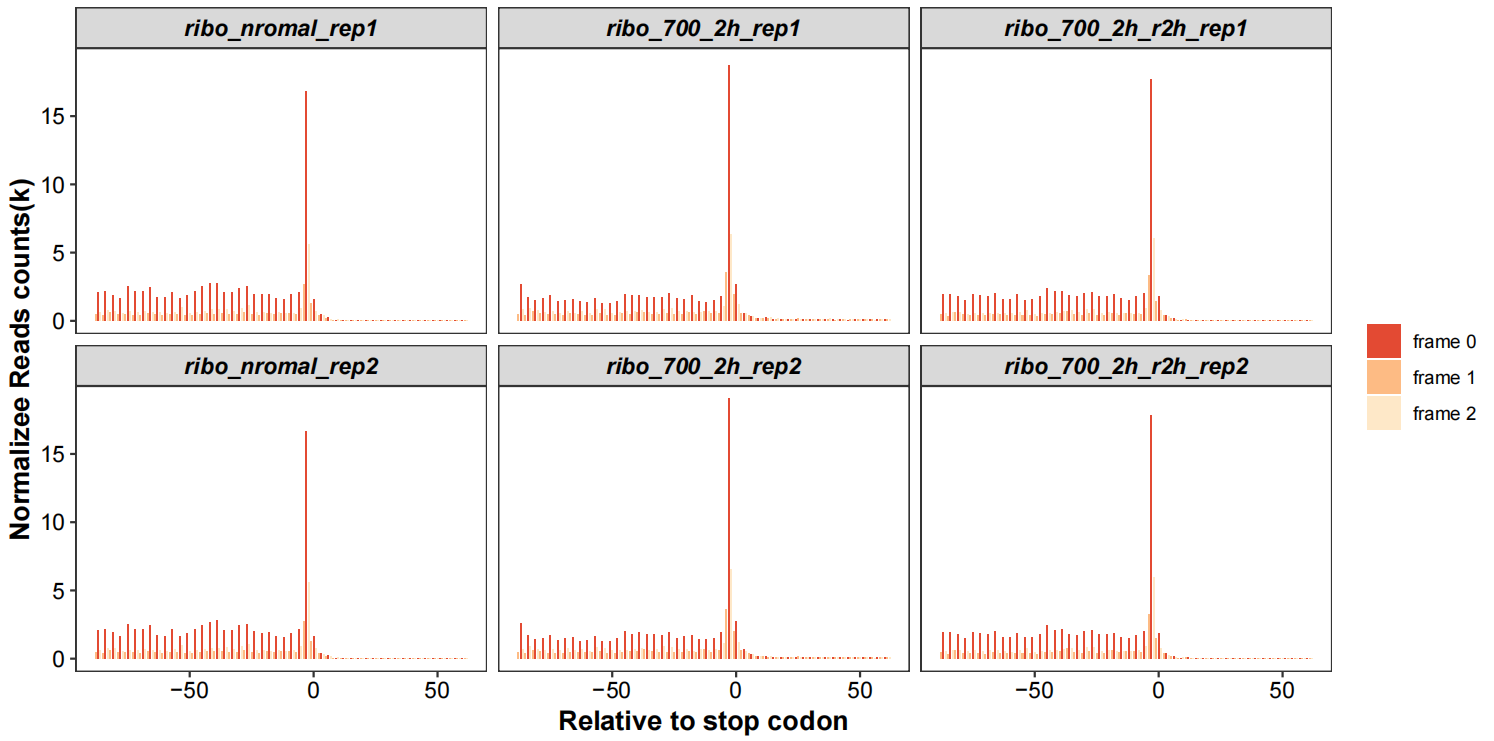 ribo_nromal_rep1
ribo_700_2h_rep1
ribo_700_2h_r2h_rep1
15
10
5
0
ribo_nromal_rep2
ribo_700_2h_rep2
ribo_700_2h_r2h_rep2
15
10
5
0
−50
0
50
−50
0
50
−50
0
50
Relative to stop codon
Normalizee Reads counts(k)
frame 0
frame 1
frame 2